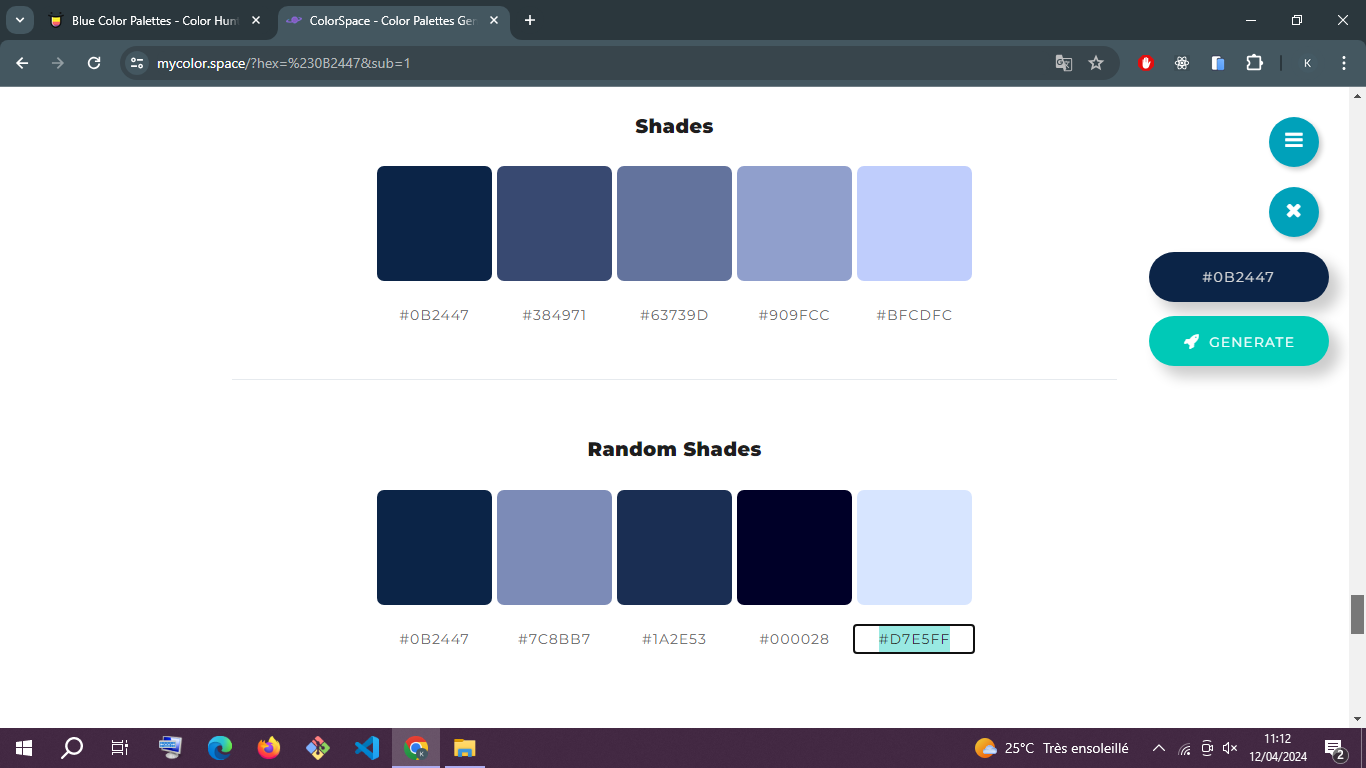 Blue Color Palettes - Color Hunt
ColorSpace - Color Palettes Gen
mycolor.space/?hex=%230B2447&sub=1
K
Shades
#0B2447
#384971
#63739D
#909FCC
#BFCDFC
#0B2447
GENERATE
Random Shades
#0B2447
#7C8BB7
#1A2E53
#000028
#D7E5FF
25°C Très ensoleillé
11:12
12/04/2024
2